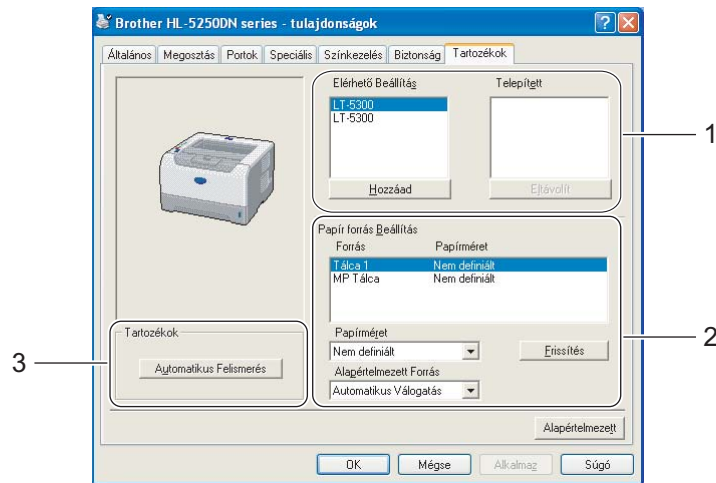 Brother HL-5250DN series - tulajdonságok
Általános Megosztás Portok Speciális Színkezelés Biztonság Tartozékok
Elérhető Beállítás
LT-5300
LT-5300
Hozzáad
Telepített
Eltávolít
1
Papír forrás Beállítás
Forrás Papírméret
Tálca 1 Nem definiált
MP Tálca Nem definiált
Papírméret
Nem definiált
Frissítés
Alapértelmezett Forrás
Automatikus Válogatás
2
Tartozékok
Automatikus Felismerés
3
Alapértelmezett
OK Mégse Alkalmaz Súgó